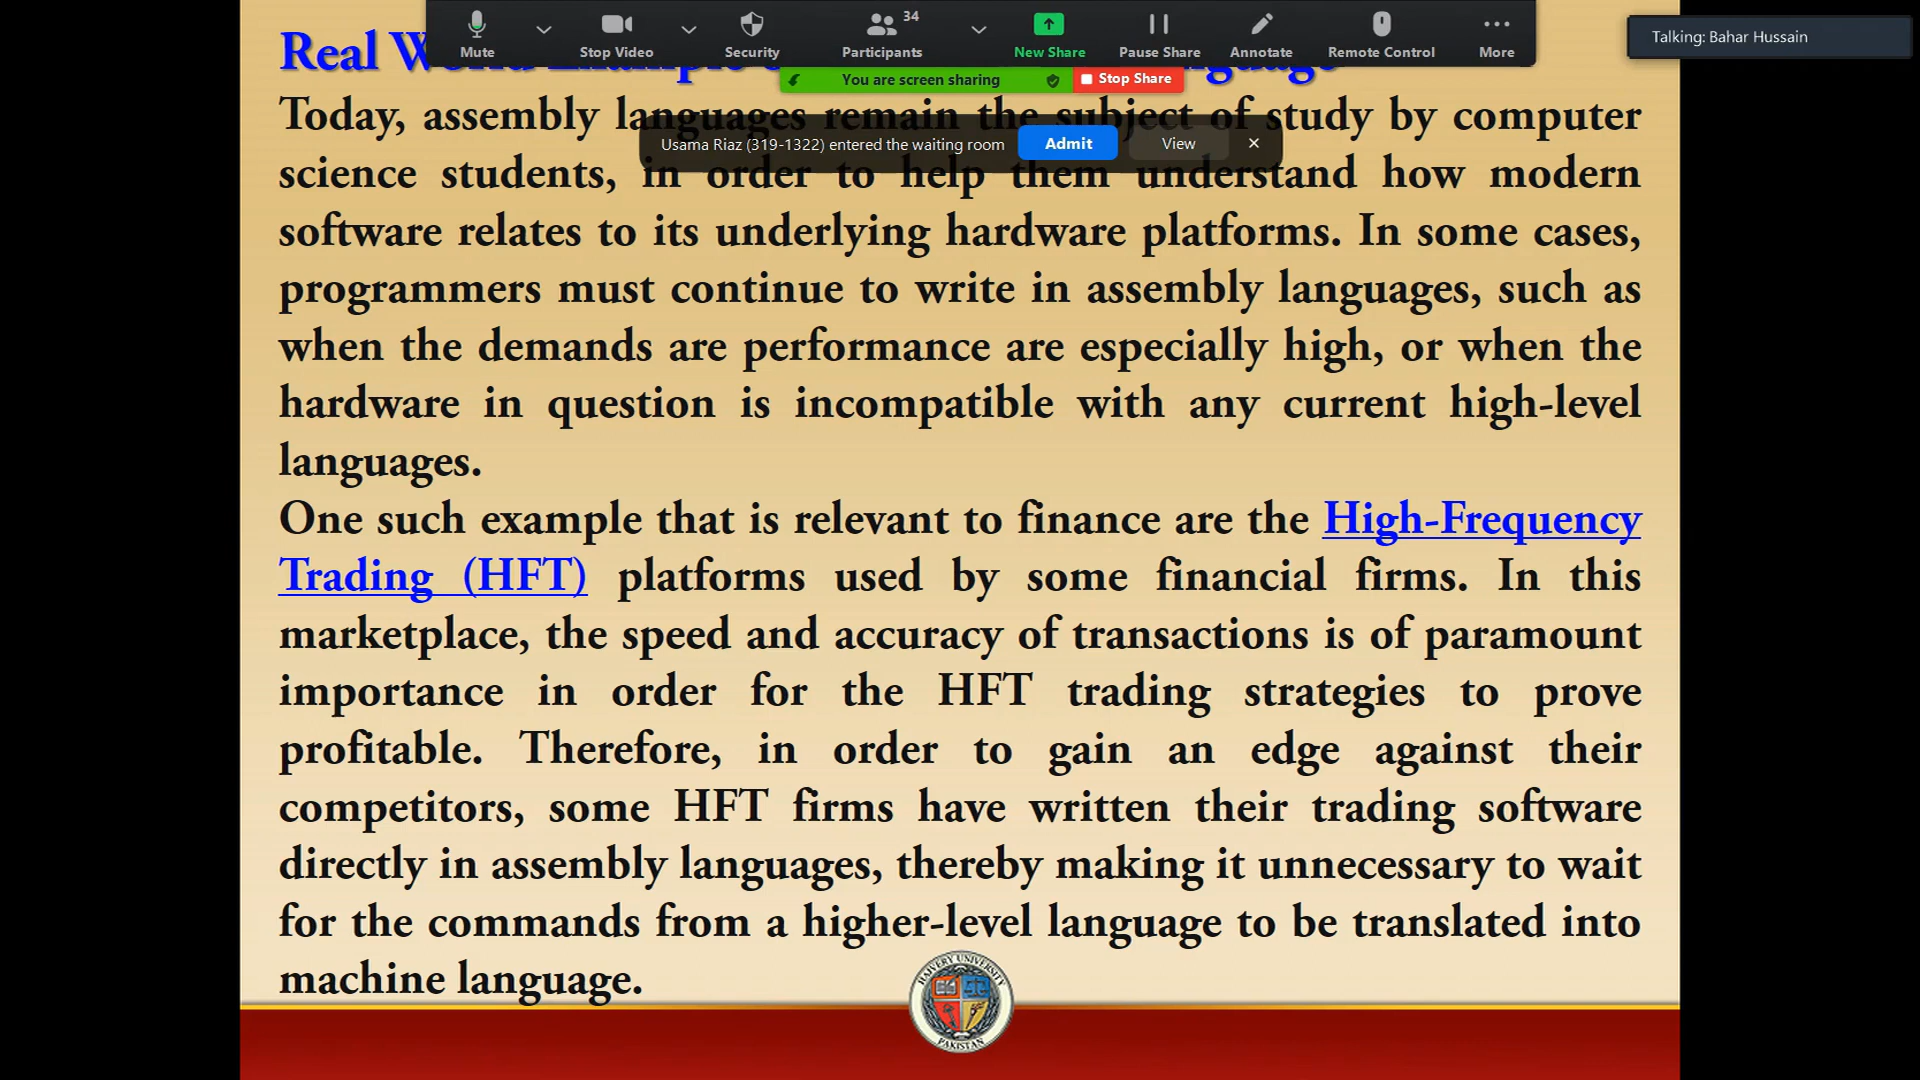 Mute
Stop Video
Security
Participants
34
New Share
Pause Share
Annotate
Remote Control
More
Talking: Bahar Hussain
You are screen sharing
Stop Share
Usama Riaz (319-1322) entered the waiting room
Admit
View
Real
Today, assembly languages remain the subject of study by computer
science students, in order to help them understand how modern
software relates to its underlying hardware platforms. In some cases,
programmers must continue to write in assembly languages, such as
when the demands are performance are especially high, or when the
hardware in question is incompatible with any current high-level
languages.
One such example that is relevant to finance are the High-Frequency
Trading (HFT) platforms used by some financial firms. In this
marketplace, the speed and accuracy of transactions is of paramount
importance in order for the HFT trading strategies to prove
profitable. Therefore, in order to gain an edge against their
competitors, some HFT firms have written their trading software
directly in assembly languages, thereby making it unnecessary to wait
for the commands from a higher-level language to be translated into
machine language.
UNIVERSITY
PAKISTAN